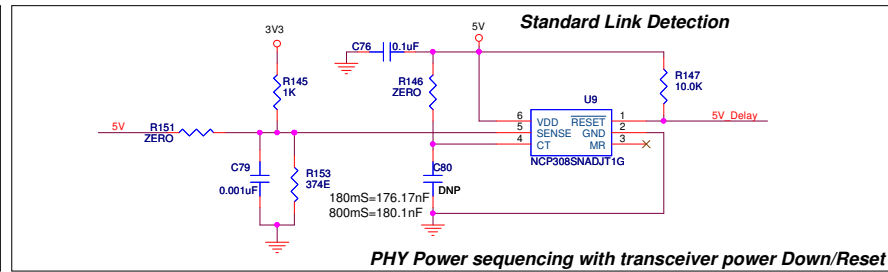 Standard Link Detection
3V3
5V
C76
0.1uF
R145
1K
R146
ZERO
R147
10.0K
U9
5V
R151
ZERO
6
VDD
RESET
1
5V_Delay
5
SENSE
GND
2
4
CT
MR
3
NCP308SNADJT1G
C79
0.001uF
R153
374E
C80
DNP
180mS=176.17nF
800mS=180.1nF
PHY Power sequencing with transceiver power Down/Reset